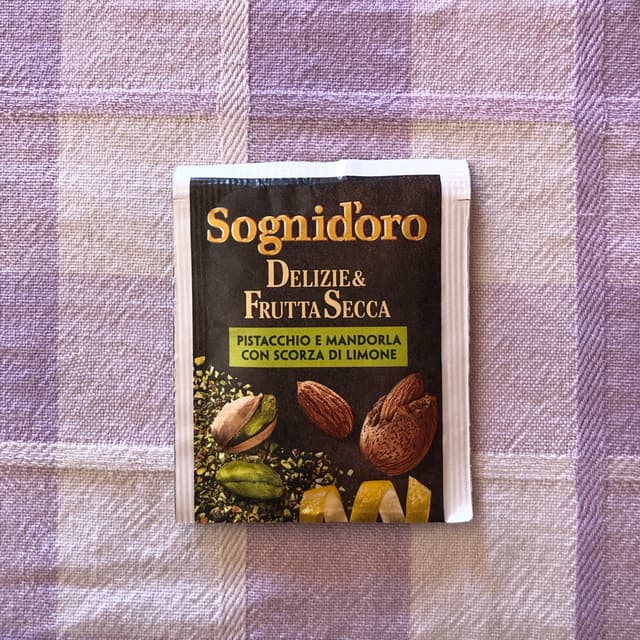 Sognid'oro
DELIZIE &
FRUTTA SECCA
PISTACCHIO E MANDORLA
CON SCORZA DI LIMONE